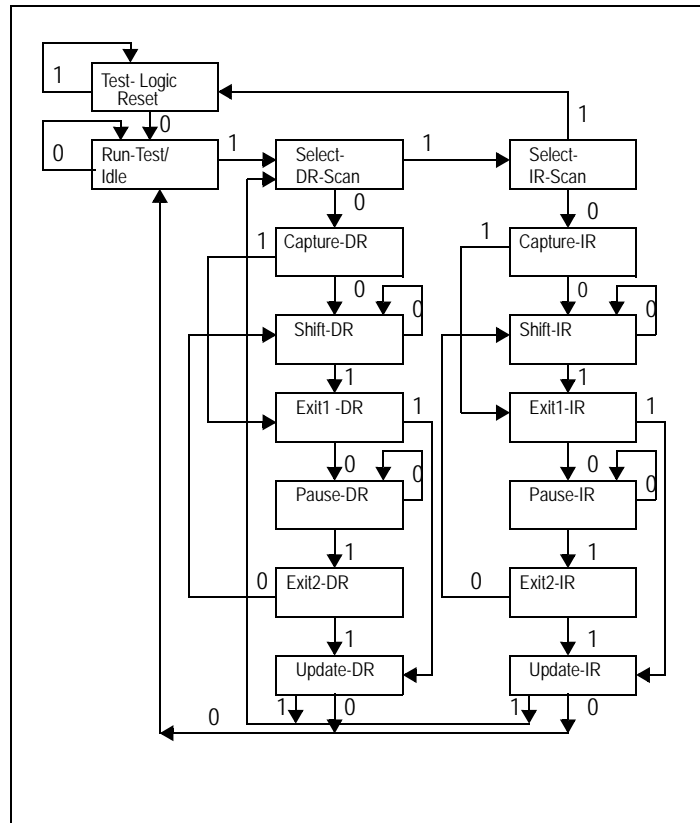 Test- Logic
Reset
1
0
0
Run-Test/
Idle
1
Select-
DR-Scan
1
Select-
IR-Scan
1
0
0
1
Capture-DR
1
Capture-IR
0
0
Shift-DR
0
Shift-IR
0
1
1
Exit1 -DR
1
Exit1-IR
1
0
0
Pause-DR
0
Pause-IR
0
1
1
0
Exit2-DR
0
Exit2-IR
1
1
Update-DR
Update-IR
1
0
1
0
0